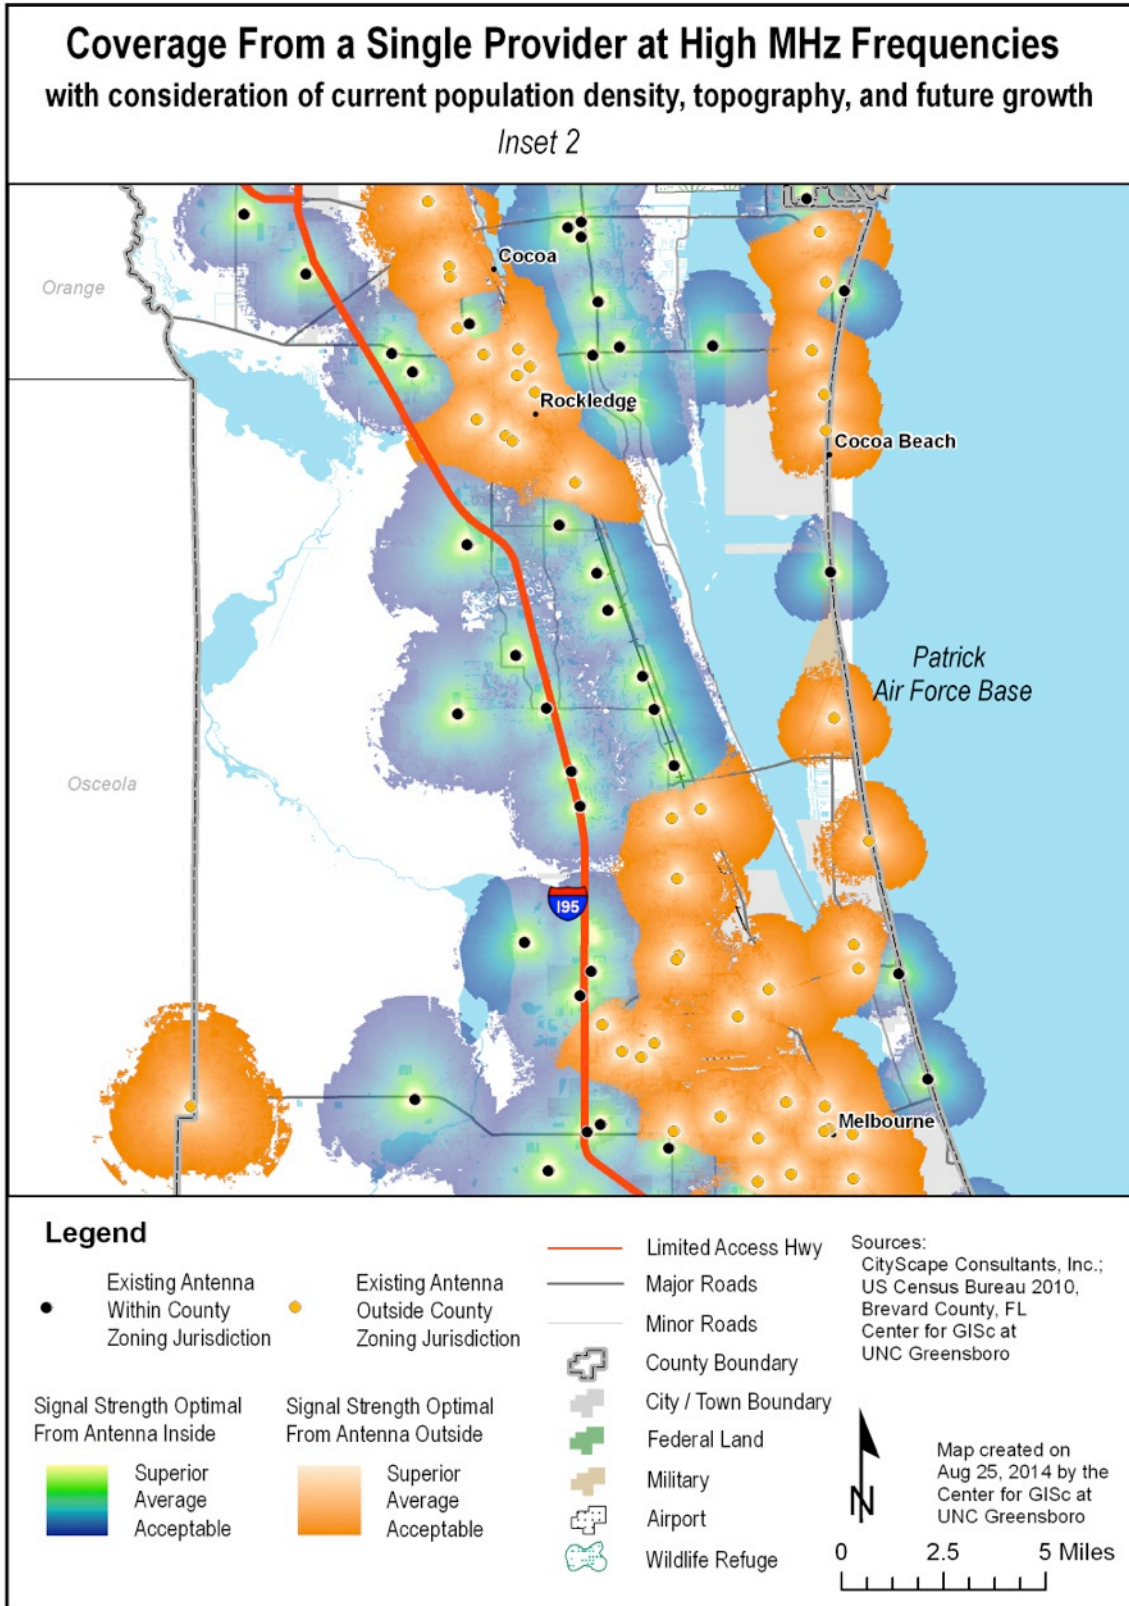 Coverage From a Single Provider at High MHz Frequencies
with consideration of current population density, topography, and future growth
Inset 2
Cocoa
Orange
Rockledge
Cocoa Beach
Patrick
Air Force Base
Osceola
I95
Melbourne
Legend
Existing Antenna
Within County
Zoning Jurisdiction
Existing Antenna
Outside County
Zoning Jurisdiction
Signal Strength Optimal
From Antenna Inside
Superior
Average
Acceptable
Signal Strength Optimal
From Antenna Outside
Superior
Average
Acceptable
Limited Access Hwy
Major Roads
Minor Roads
County Boundary
City / Town Boundary
Federal Land
Military
Airport
Wildlife Refuge
Sources:
CityScape Consultants, Inc.;
US Census Bureau 2010,
Brevard County, FL
Center for GISc at
UNC Greensboro
N
Map created on
Aug 25, 2014 by the
Center for GISc at
UNC Greensboro
0 2.5 5 Miles